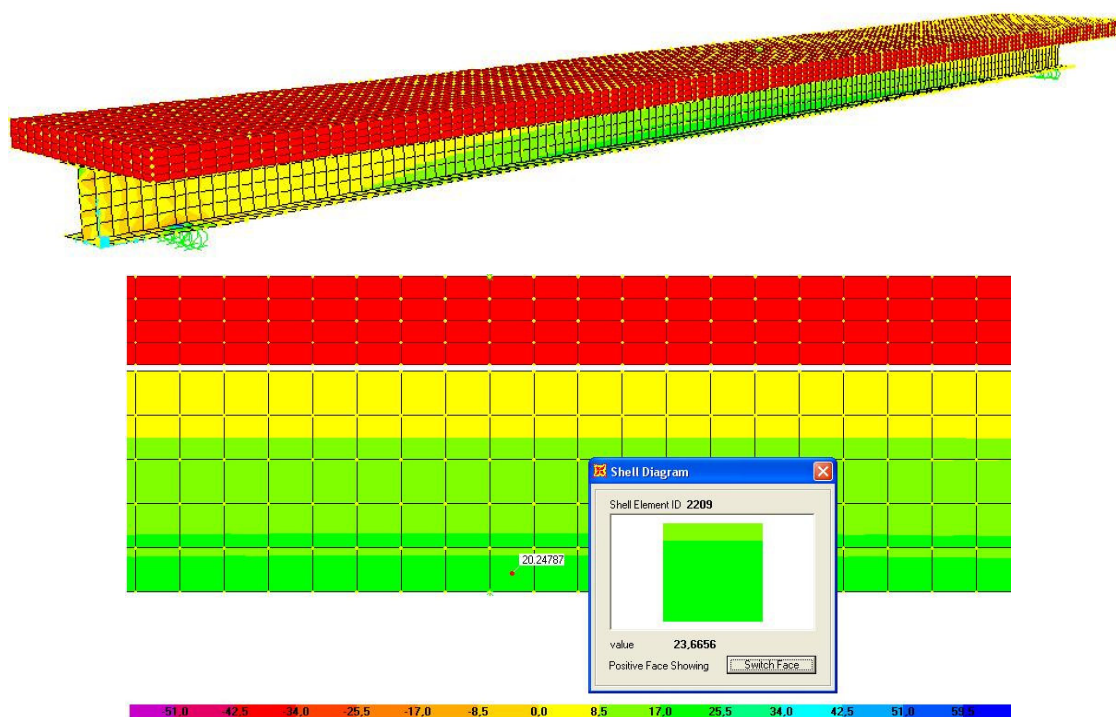 20.24787
Shell Diagram
Shell Element ID 2209
value 23,6656
Positive Face Showing Switch Face
-51,0 -42,5 -34,0 -25,5 -17,0 -8,5 0,0 8,5 17,0 25,5 34,0 42,5 51,0 59,5